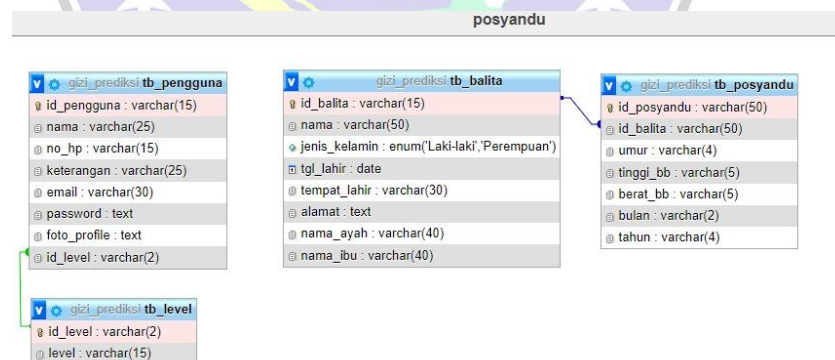 posyandu
gizi_prediksi tb_pengguna
id_pengguna : varchar(15)
nama : varchar(25)
no_hp : varchar(15)
keterangan : varchar(25)
email : varchar(30)
password : text
foto_profile : text
id_level : varchar(2)
gizi_prediksi tb_level
id_level : varchar(2)
level : varchar(15)
gizi_prediksi tb_balita
id_balita : varchar(15)
nama : varchar(50)
jenis_kelamin : enum('Laki-laki','Perempuan')
tgl_lahir : date
tempat_lahir : varchar(30)
alamat : text
nama_ayah : varchar(40)
nama_ibu : varchar(40)
gizi_prediksi tb_posyandu
id_posyandu : varchar(50)
id_balita : varchar(50)
umur : varchar(4)
tinggi_bb : varchar(5)
berat_bb : varchar(5)
bulan : varchar(2)
tahun : varchar(4)